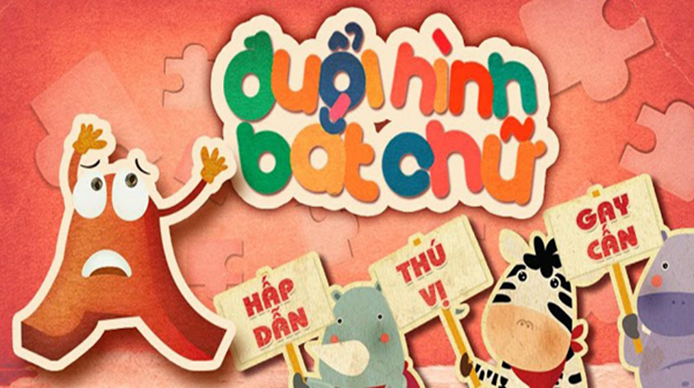 đuổi hình
bắt chữ
HẤP
DẪN
THÚ
VỊ
GAY
CẤN